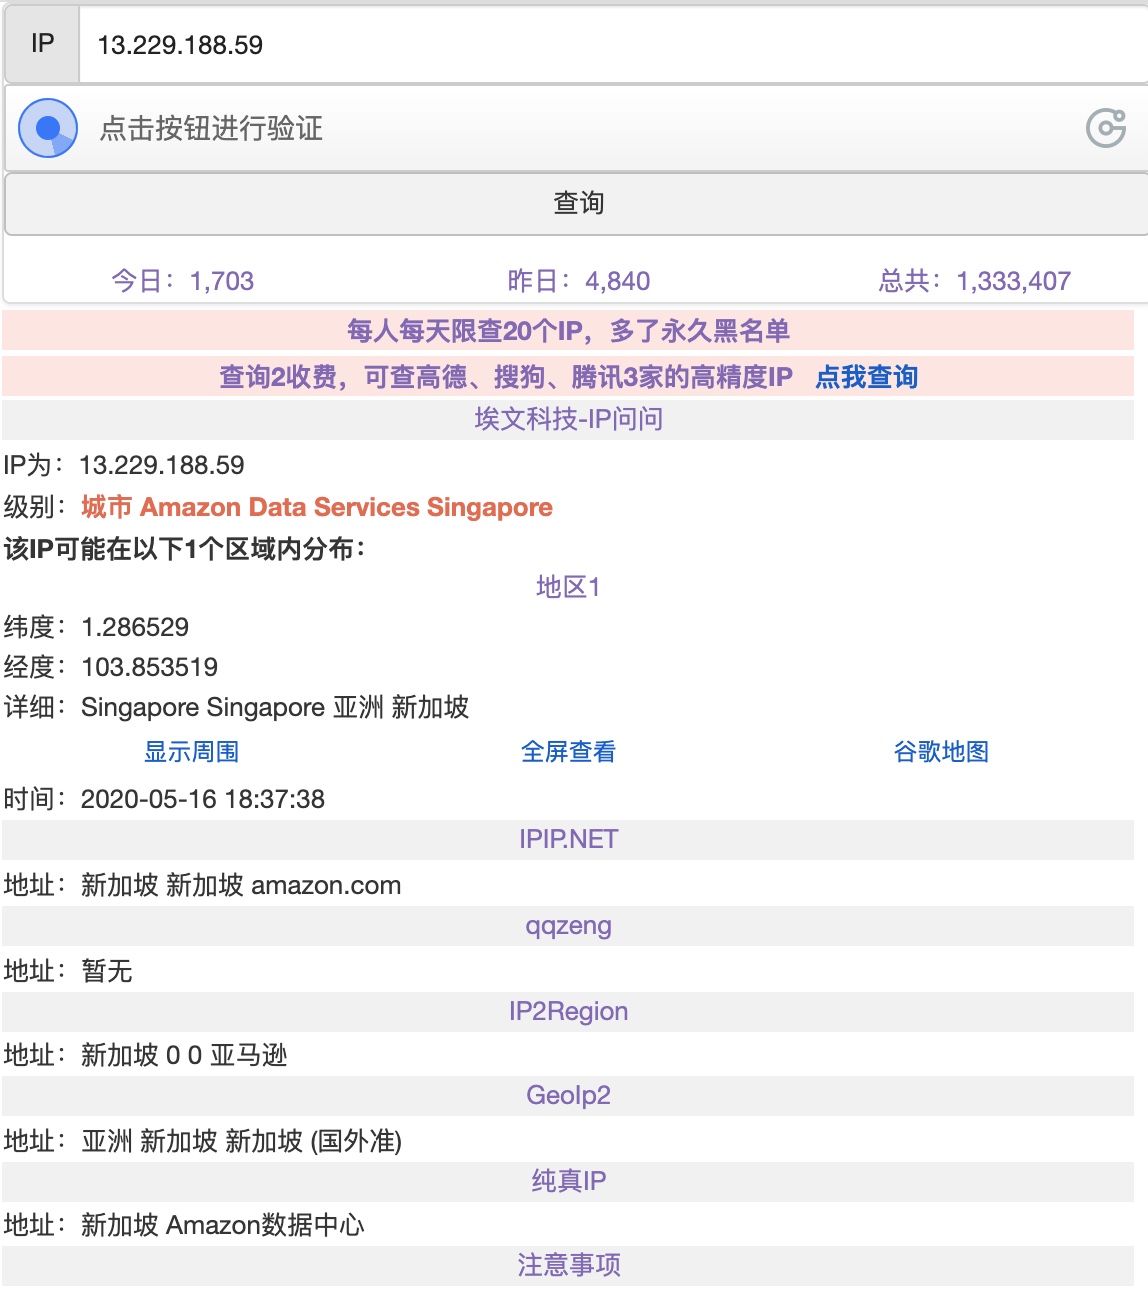 IP 13.229.188.59
点击按钮进行验证
查询
今日：1,703 昨日：4,840 总共：1,333,407
每人每天限查20个IP，多了永久黑名单
查询2收费，可查高德、搜狗、腾讯3家的高精度IP 点我查询
埃文科技-IP问问
IP为：13.229.188.59
级别：城市 Amazon Data Services Singapore
该IP可能在以下1个区域内分布：
地区1
纬度：1.286529
经度：103.853519
详细：Singapore Singapore 亚洲 新加坡
显示周围 全屏查看 谷歌地图
时间：2020-05-16 18:37:38
IPIP.NET
地址：新加坡 新加坡 amazon.com
qqzeng
地址：暂无
IP2Region
地址：新加坡 0 0 亚马逊
GeoIp2
地址：亚洲 新加坡 新加坡 (国外准)
纯真IP
地址：新加坡 Amazon数据中心
注意事项